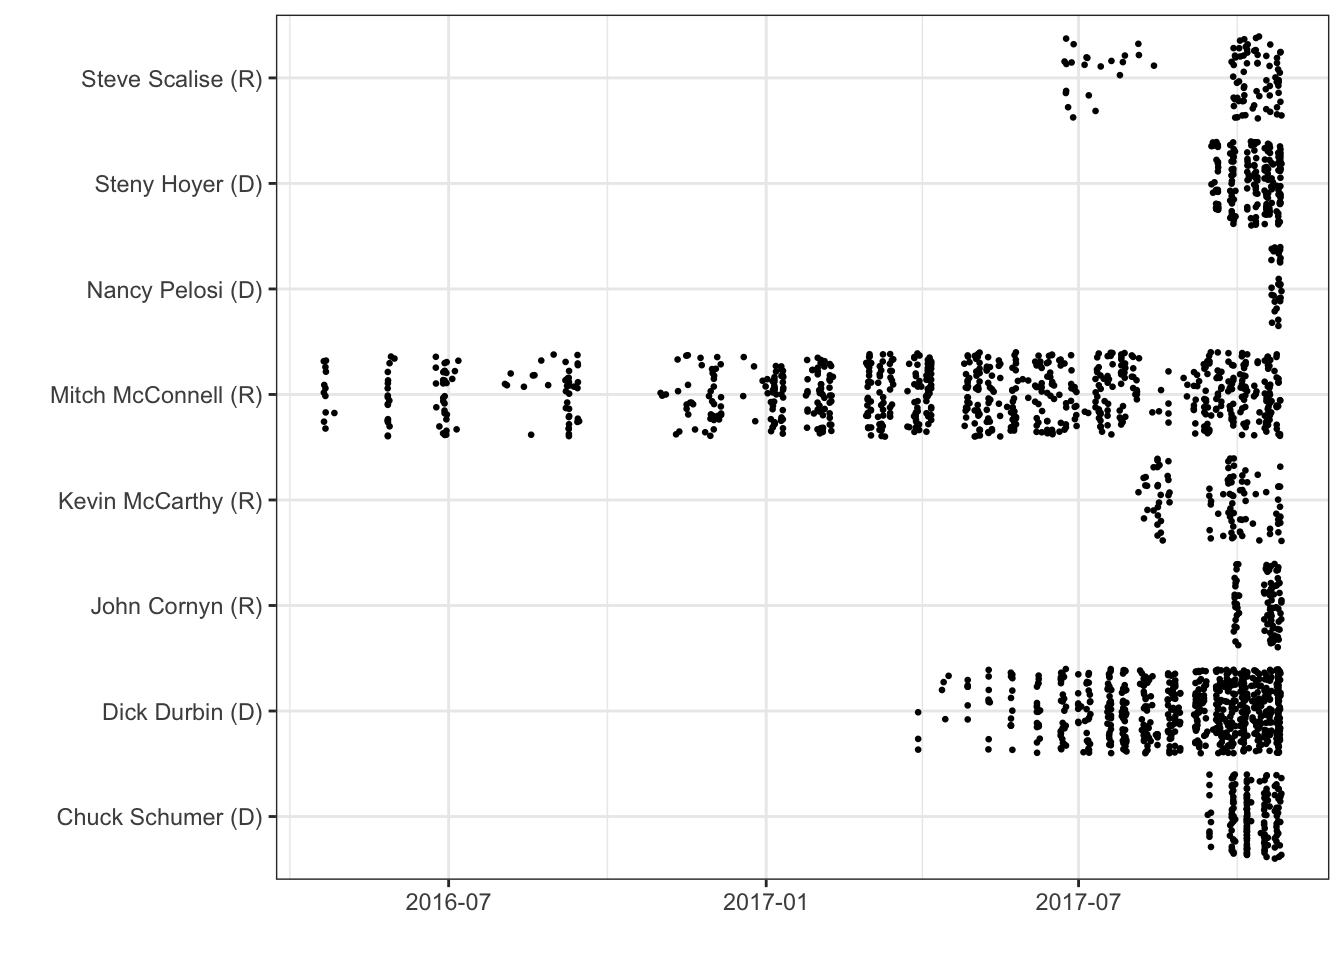 Steve Scalise (R)
Steny Hoyer (D)
Nancy Pelosi (D)
Mitch McConnell (R)
Kevin McCarthy (R)
John Cornyn (R)
Dick Durbin (D)
Chuck Schumer (D)
2016-07 2017-01 2017-07